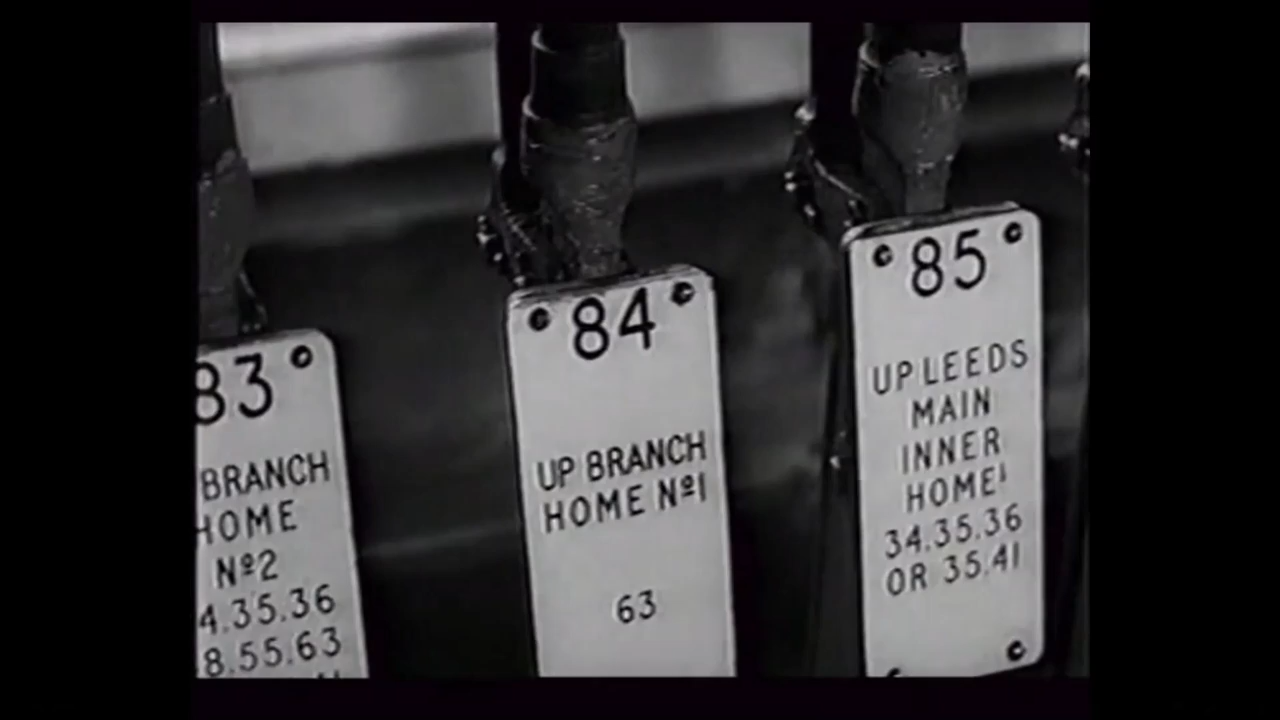 83
BRANCH
HOME
Nº2
4.35.36
8.55.63
84
UP BRANCH
HOME Nº1
63
85
UP LEEDS
MAIN
INNER
HOME
34.35.36
OR 35.41